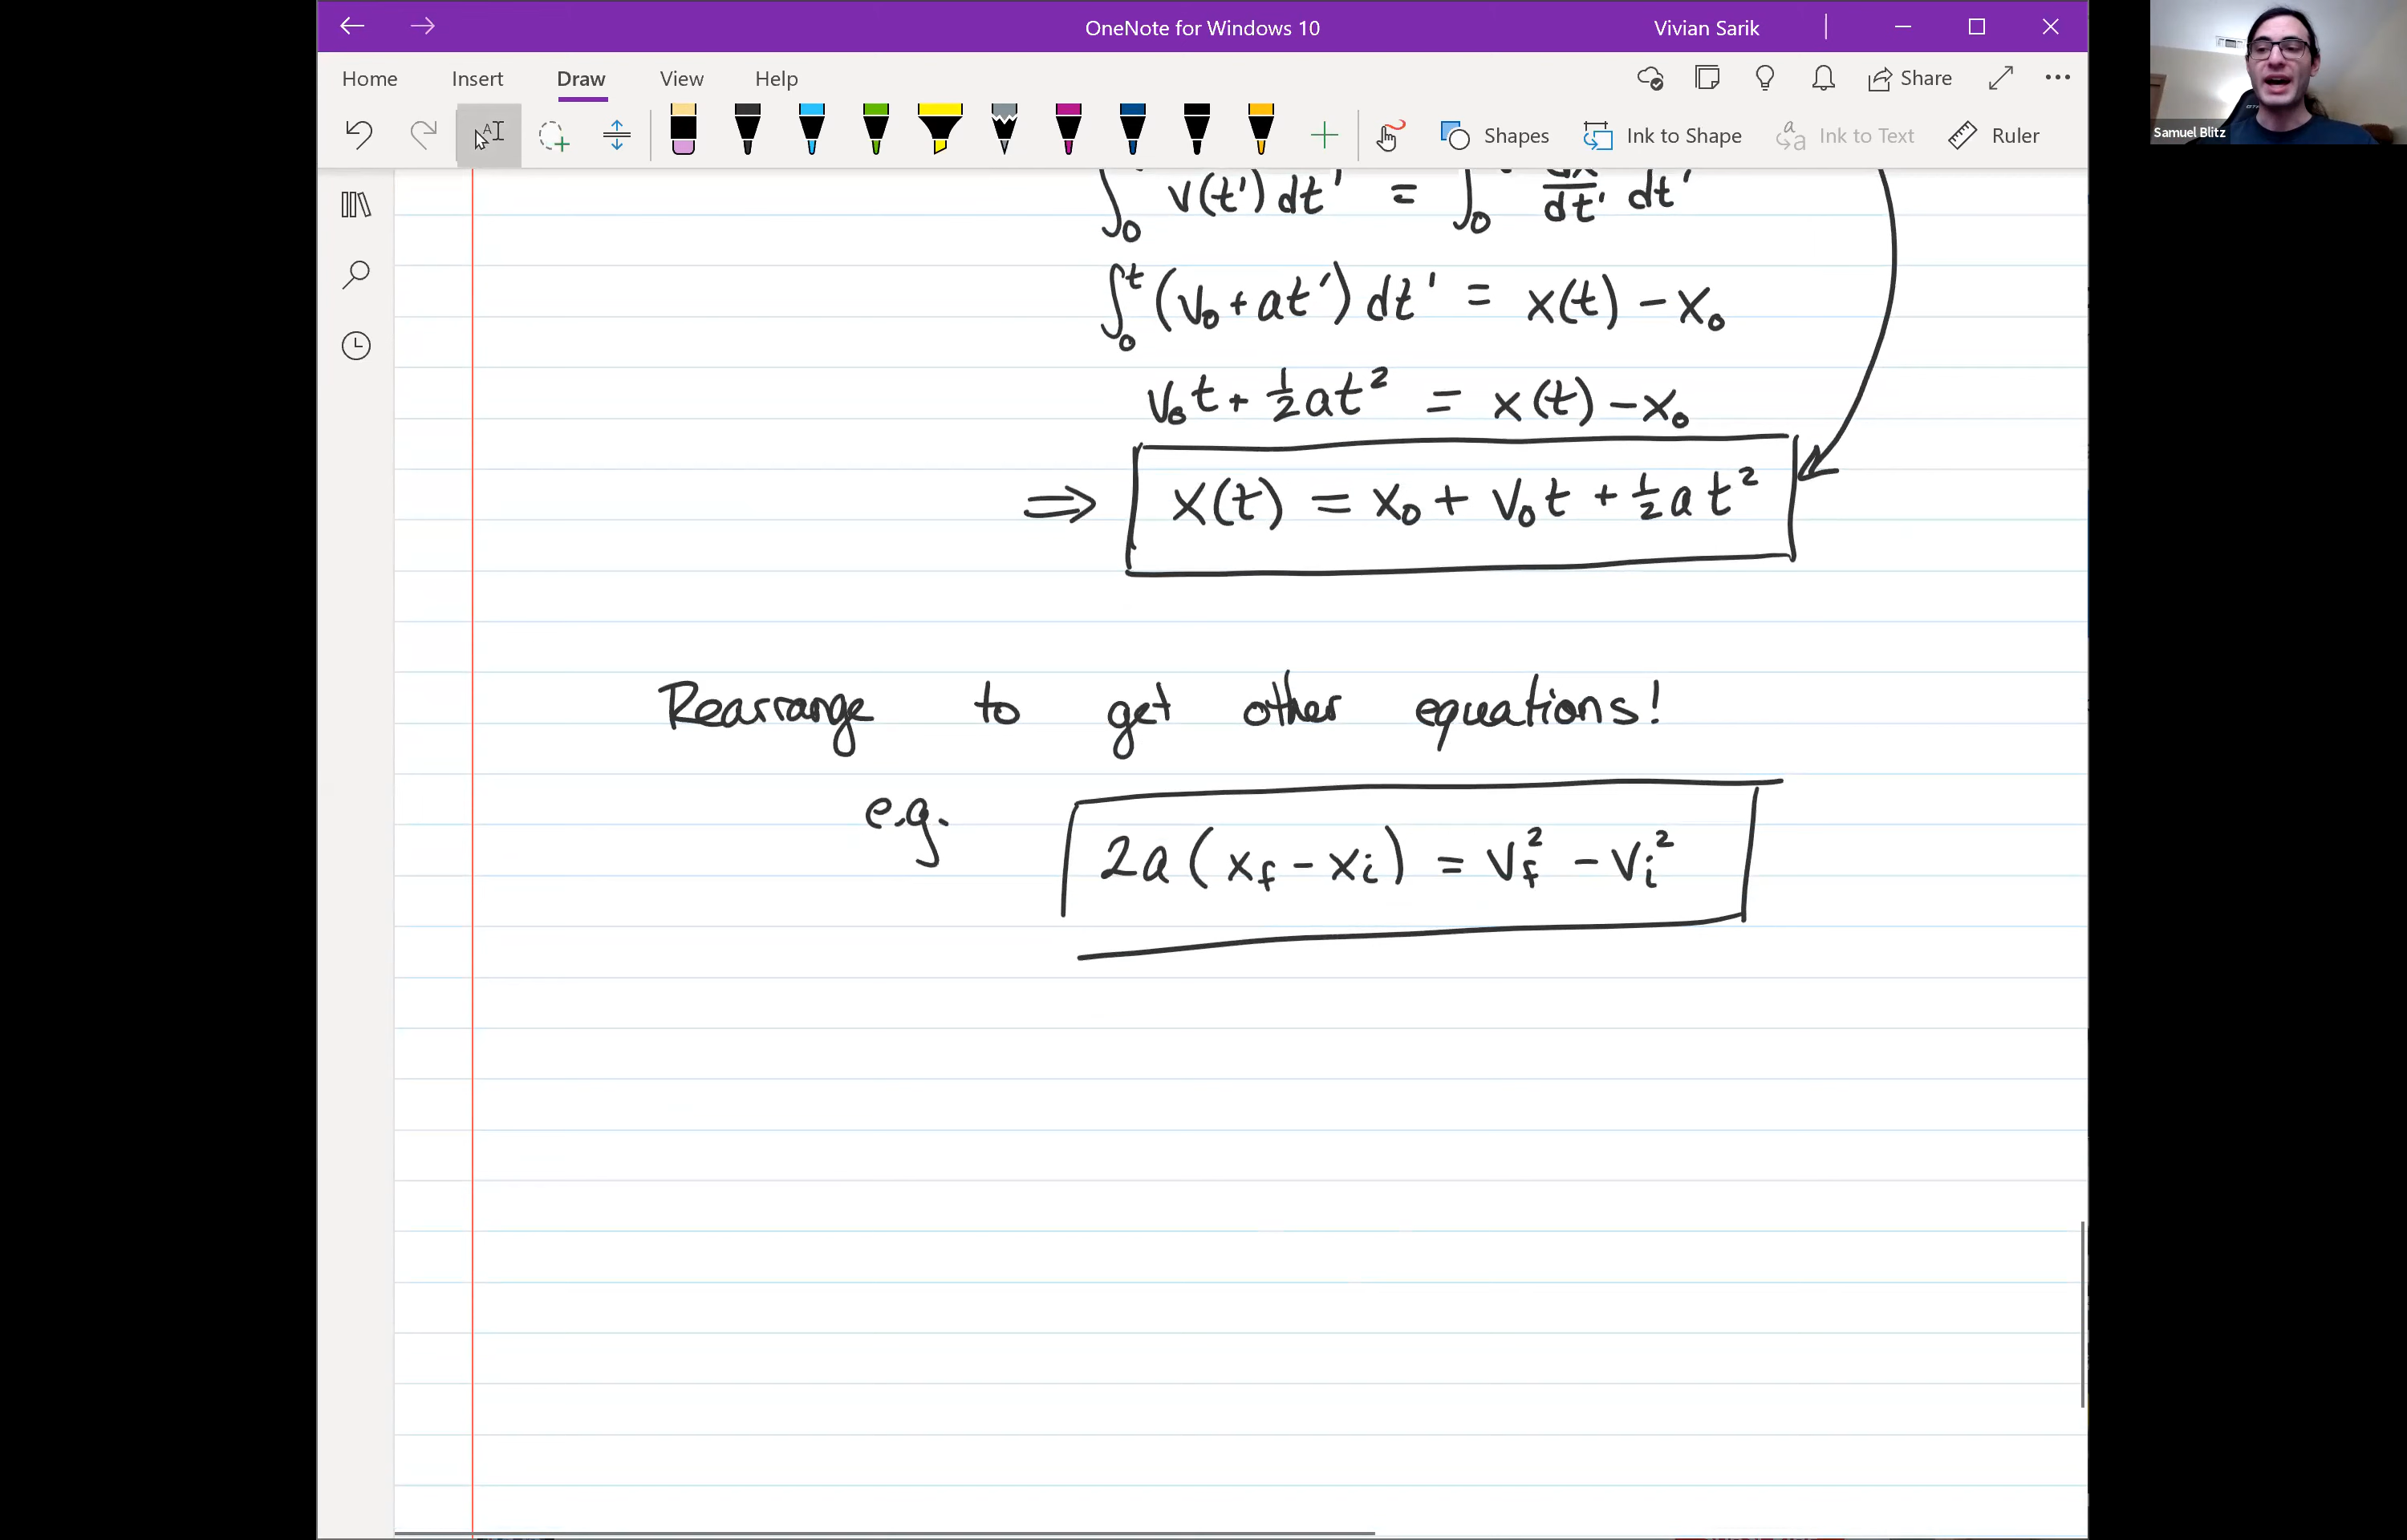 OneNote for Windows 10
Vivian Sarik
Samuel Blitz
Home Insert Draw View Help Share
Shapes Ink to Shape Ink to Text Ruler
∫₀ v(t') dt' = ∫₀ dx/dt' dt'
∫₀ᵗ (v₀ + at') dt' = x(t) - x₀
v₀t + ½at² = x(t) - x₀
⇒ x(t) = x₀ + v₀t + ½at²
Rearrange to get other equations!
e.g. 2a(x_f - x_i) = v_f² - v_i²